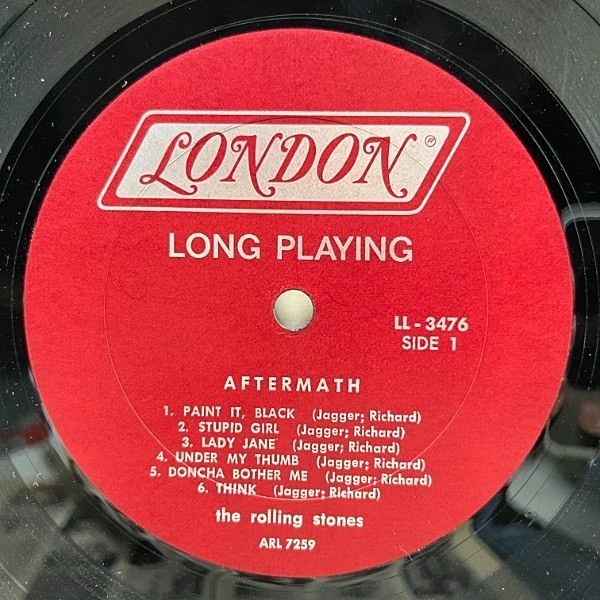 LONDON®
LONG PLAYING
LL - 3476
SIDE 1
AFTERMATH
1. PAINT IT, BLACK (Jagger; Richard)
2. STUPID GIRL (Jagger; Richard)
3. LADY JANE (Jagger; Richard)
4. UNDER MY THUMB (Jagger; Richard)
5. DONCHA BOTHER ME (Jagger; Richard)
6. THINK (Jagger; Richard)
the rolling stones
ARL 7259